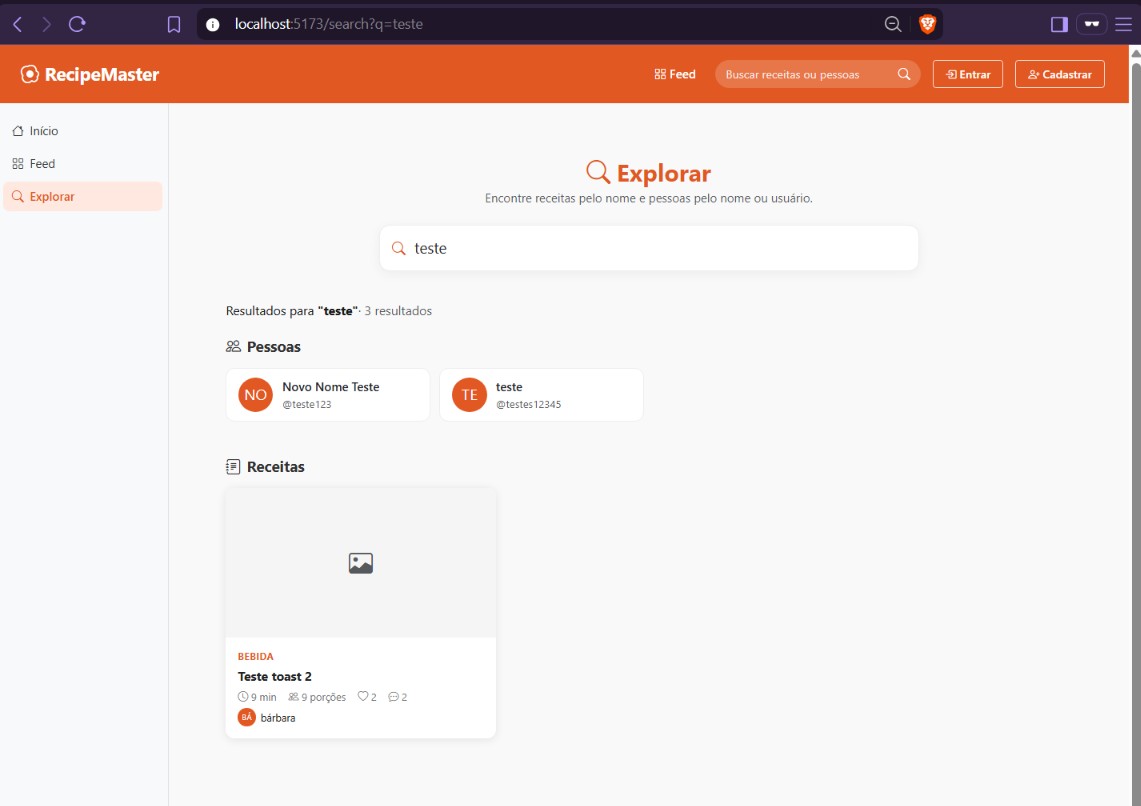 localhost:5173/search?q=teste
RecipeMaster
Feed
Buscar receitas ou pessoas
Entrar
Cadastrar
Início
Feed
Explorar
Explorar
Encontre receitas pelo nome e pessoas pelo nome ou usuário.
teste
Resultados para "teste"· 3 resultados
Pessoas
NO
Novo Nome Teste
@teste123
TE
teste
@testes12345
Receitas
BEBIDA
Teste toast 2
9 min 9 porções 2 2
BÁ bárbara